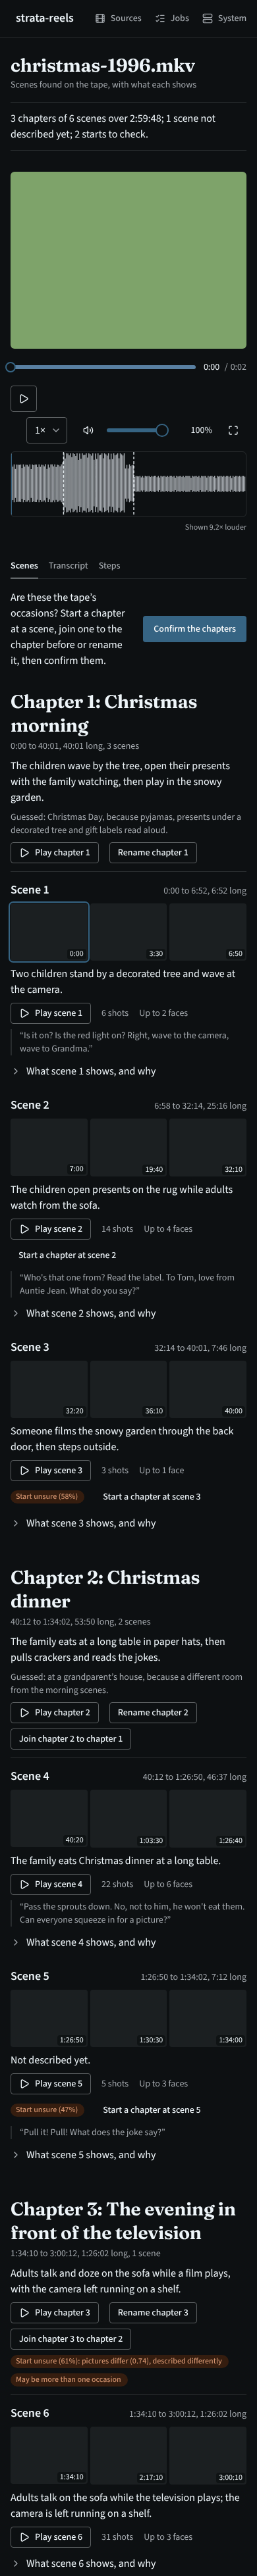 strata-reels Sources Jobs System
christmas-1996.mkv
Scenes found on the tape, with what each shows
3 chapters of 6 scenes over 2:59:48; 1 scene not
described yet; 2 starts to check.
0:00 / 0:02
1×
100%
Shown 9.2× louder
Scenes Transcript Steps
Are these the tape's
occasions? Start a chapter
at a scene, join one to the
chapter before or rename
it, then confirm them.
Confirm the chapters
Chapter 1: Christmas
morning
0:00 to 40:01, 40:01 long, 3 scenes
The children wave by the tree, open their presents
with the family watching, then play in the snowy
garden.
Guessed: Christmas Day, because pyjamas, presents under a
decorated tree and gift labels read aloud.
Play chapter 1 Rename chapter 1
Scene 1 0:00 to 6:52, 6:52 long
0:00 3:30 6:50
Two children stand by a decorated tree and wave at
the camera.
Play scene 1 6 shots Up to 2 faces
“Is it on? Is the red light on? Right, wave to the camera,
wave to Grandma.”
What scene 1 shows, and why
Scene 2 6:58 to 32:14, 25:16 long
7:00 19:40 32:10
The children open presents on the rug while adults
watch from the sofa.
Play scene 2 14 shots Up to 4 faces
Start a chapter at scene 2
“Who's that one from? Read the label. To Tom, love from
Auntie Jean. What do you say?”
What scene 2 shows, and why
Scene 3 32:14 to 40:01, 7:46 long
32:20 36:10 40:00
Someone films the snowy garden through the back
door, then steps outside.
Play scene 3 3 shots Up to 1 face
Start unsure (58%) Start a chapter at scene 3
What scene 3 shows, and why
Chapter 2: Christmas
dinner
40:12 to 1:34:02, 53:50 long, 2 scenes
The family eats at a long table in paper hats, then
pulls crackers and reads the jokes.
Guessed: at a grandparent's house, because a different room
from the morning scenes.
Play chapter 2 Rename chapter 2
Join chapter 2 to chapter 1
Scene 4 40:12 to 1:26:50, 46:37 long
40:20 1:03:30 1:26:40
The family eats Christmas dinner at a long table.
Play scene 4 22 shots Up to 6 faces
“Pass the sprouts down. No, not to him, he won't eat them.
Can everyone squeeze in for a picture?”
What scene 4 shows, and why
Scene 5 1:26:50 to 1:34:02, 7:12 long
1:26:50 1:30:30 1:34:00
Not described yet.
Play scene 5 5 shots Up to 3 faces
Start unsure (47%) Start a chapter at scene 5
“Pull it! Pull! What does the joke say?”
What scene 5 shows, and why
Chapter 3: The evening in
front of the television
1:34:10 to 3:00:12, 1:26:02 long, 1 scene
Adults talk and doze on the sofa while a film plays,
with the camera left running on a shelf.
Play chapter 3 Rename chapter 3
Join chapter 3 to chapter 2
Start unsure (61%): pictures differ (0.74), described differently
May be more than one occasion
Scene 6 1:34:10 to 3:00:12, 1:26:02 long
1:34:10 2:17:10 3:00:10
Adults talk on the sofa while the television plays; the
camera is left running on a shelf.
Play scene 6 31 shots Up to 3 faces
What scene 6 shows, and why